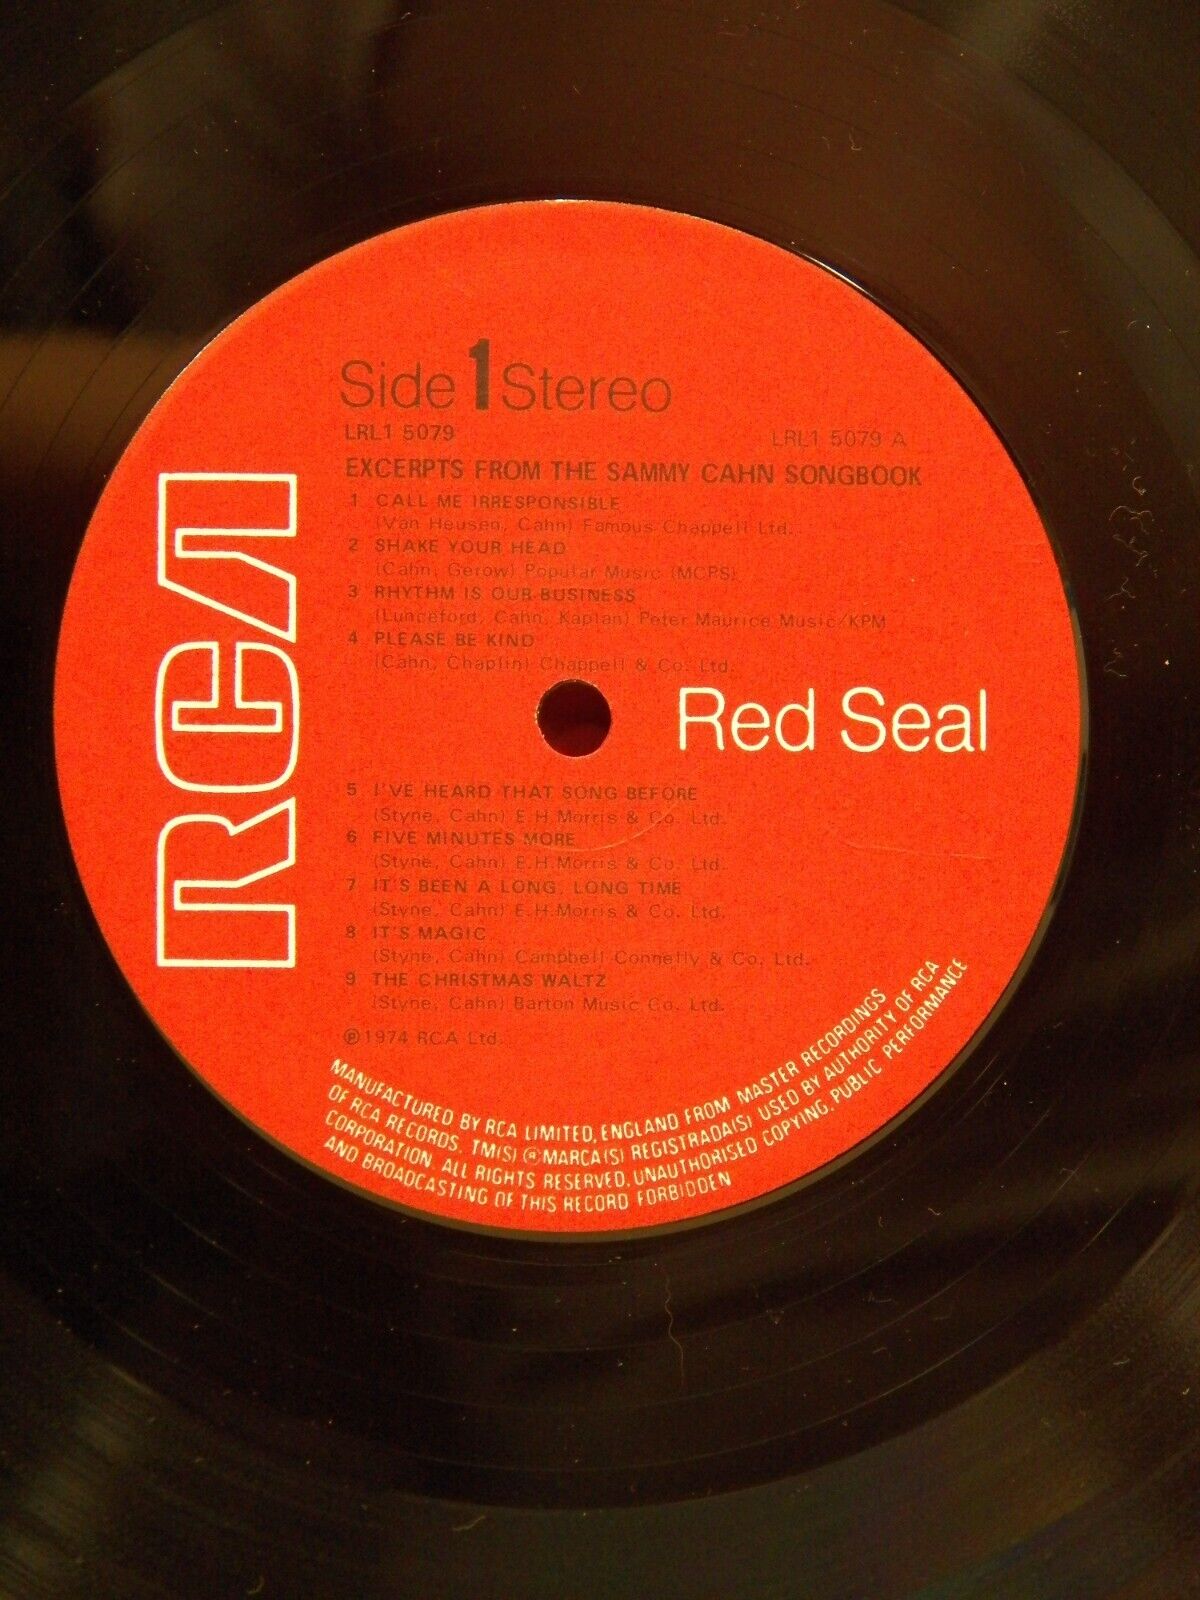 RCA
Side 1 Stereo
LRL1 5079 LRL1 5079 A
EXCERPTS FROM THE SAMMY CAHN SONGBOOK
1 CALL ME IRRESPONSIBLE
(Van Heusen, Cahn) Famous Chappell Ltd.
2 SHAKE YOUR HEAD
(Cahn, Gerow) Popular Music (MCPS)
3 RHYTHM IS OUR BUSINESS
(Lunceford, Cahn, Kaplan) Peter Maurice Music/KPM
4 PLEASE BE KIND
(Cahn, Chaplin) Chappell & Co. Ltd.
Red Seal
5 I'VE HEARD THAT SONG BEFORE
(Styne, Cahn) E.H.Morris & Co. Ltd.
6 FIVE MINUTES MORE
(Styne, Cahn) E.H.Morris & Co. Ltd.
7 IT'S BEEN A LONG, LONG TIME
(Styne, Cahn) E.H.Morris & Co. Ltd.
8 IT'S MAGIC
(Styne, Cahn) Campbell Connelly & Co. Ltd.
9 THE CHRISTMAS WALTZ
(Styne, Cahn) Barton Music Co. Ltd.
℗1974 RCA Ltd.
MANUFACTURED BY RCA LIMITED, ENGLAND FROM MASTER RECORDINGS
OF RCA RECORDS. TM(S) ® MARCA(S) REGISTRADA(S) USED BY AUTHORITY OF RCA
CORPORATION. ALL RIGHTS RESERVED. UNAUTHORISED COPYING, PUBLIC PERFORMANCE
AND BROADCASTING OF THIS RECORD FORBIDDEN